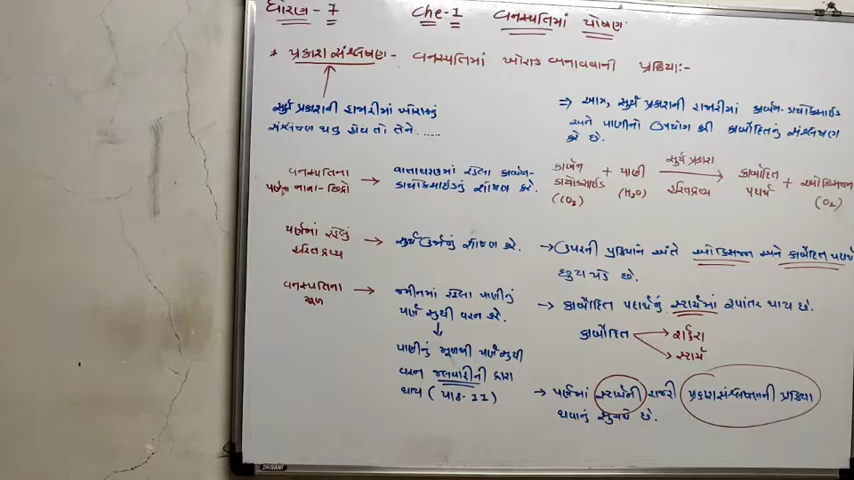 ધોરણ - 7 Che-1 વનસ્પતિમાં પોષણ
* પ્રકાશસંશ્લેષણ - વનસ્પતિમાં ખોરાક બનાવવાની પ્રક્રિયા:-
સુર્ય પ્રકાશની હાજરીમાં ખોરાકનું
સંશ્લેષણ થતુ હોય તો તેને .....
વનસ્પતિના
પર્ણના નાના-છિદ્રો → વાતાવરણમાં રહેલા કાર્બન-
ડાયોક્સાઈડનું શોષણ કરે.
પર્ણમાં રહેલું
હરિતદ્રવ્ય → સુર્ય ઉર્જાનું શોષણ કરે.
વનસ્પતિના
મૂળ → જમીનમાં રહેલા પાણીનું
પર્ણ સુધી વહન કરે.
↓
પાણીનું મૂળથી પર્ણ સુધી
વહન જલવાહિની દ્વારા
થાય (પાઠ-11)
⇒ આમ, સુર્ય પ્રકાશની હાજરીમાં કાર્બન-ડાયોક્સાઈડ
અને પાણીનો ઉપયોગ કરી કાર્બોદિતનું સંશ્લેષણ
કરે છે.
કાર્બન
ડાયોક્સાઈડ
(CO₂) + પાણી
(H₂O) સુર્ય પ્રકાશ
→
હરિતદ્રવ્ય કાર્બોદિત
પદાર્થ + ઓક્સિજન
(O₂)
→ ઉપરની પ્રક્રિયાને અંતે ઓક્સિજન અને કાર્બોદિત પદાર્થ
છુટા પડે છે.
→ કાર્બોદિત પદાર્થનું સ્ટાર્ચમાં રૂપાંતર થાય છે.
કાર્બોદિત → શર્કરા
→ સ્ટાર્ચ
→ પર્ણમાં સ્ટાર્ચની હાજરી પ્રકાશસંશ્લેષણની પ્રક્રિયા
થવાનું સુચવે છે.